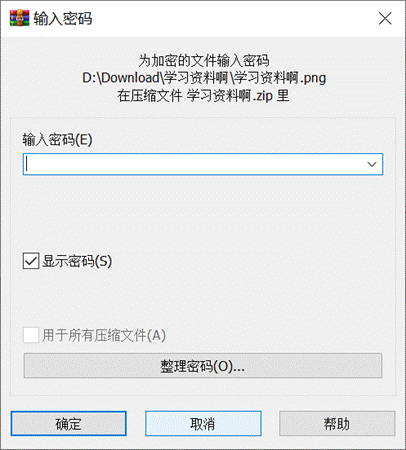 输入密码
为加密的文件输入密码
D:\Download\学习资料啊\学习资料啊.png
在压缩文件 学习资料啊.zip 里
输入密码(E)
显示密码(S)
用于所有压缩文件(A)
整理密码(O)...
确定
取消
帮助